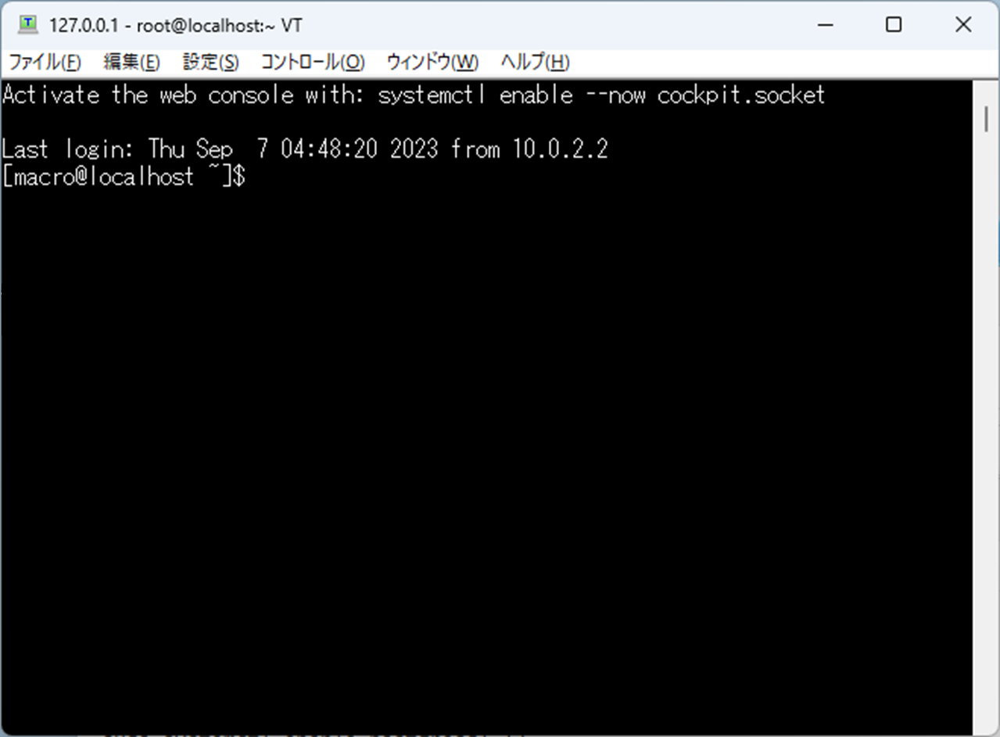 127.0.0.1 - root@localhost:~ VT
ファイル(F) 編集(E) 設定(S) コントロール(O) ウィンドウ(W) ヘルプ(H)
Activate the web console with: systemctl enable --now cockpit.socket
Last login: Thu Sep  7 04:48:20 2023 from 10.0.2.2
[macro@localhost ~]$